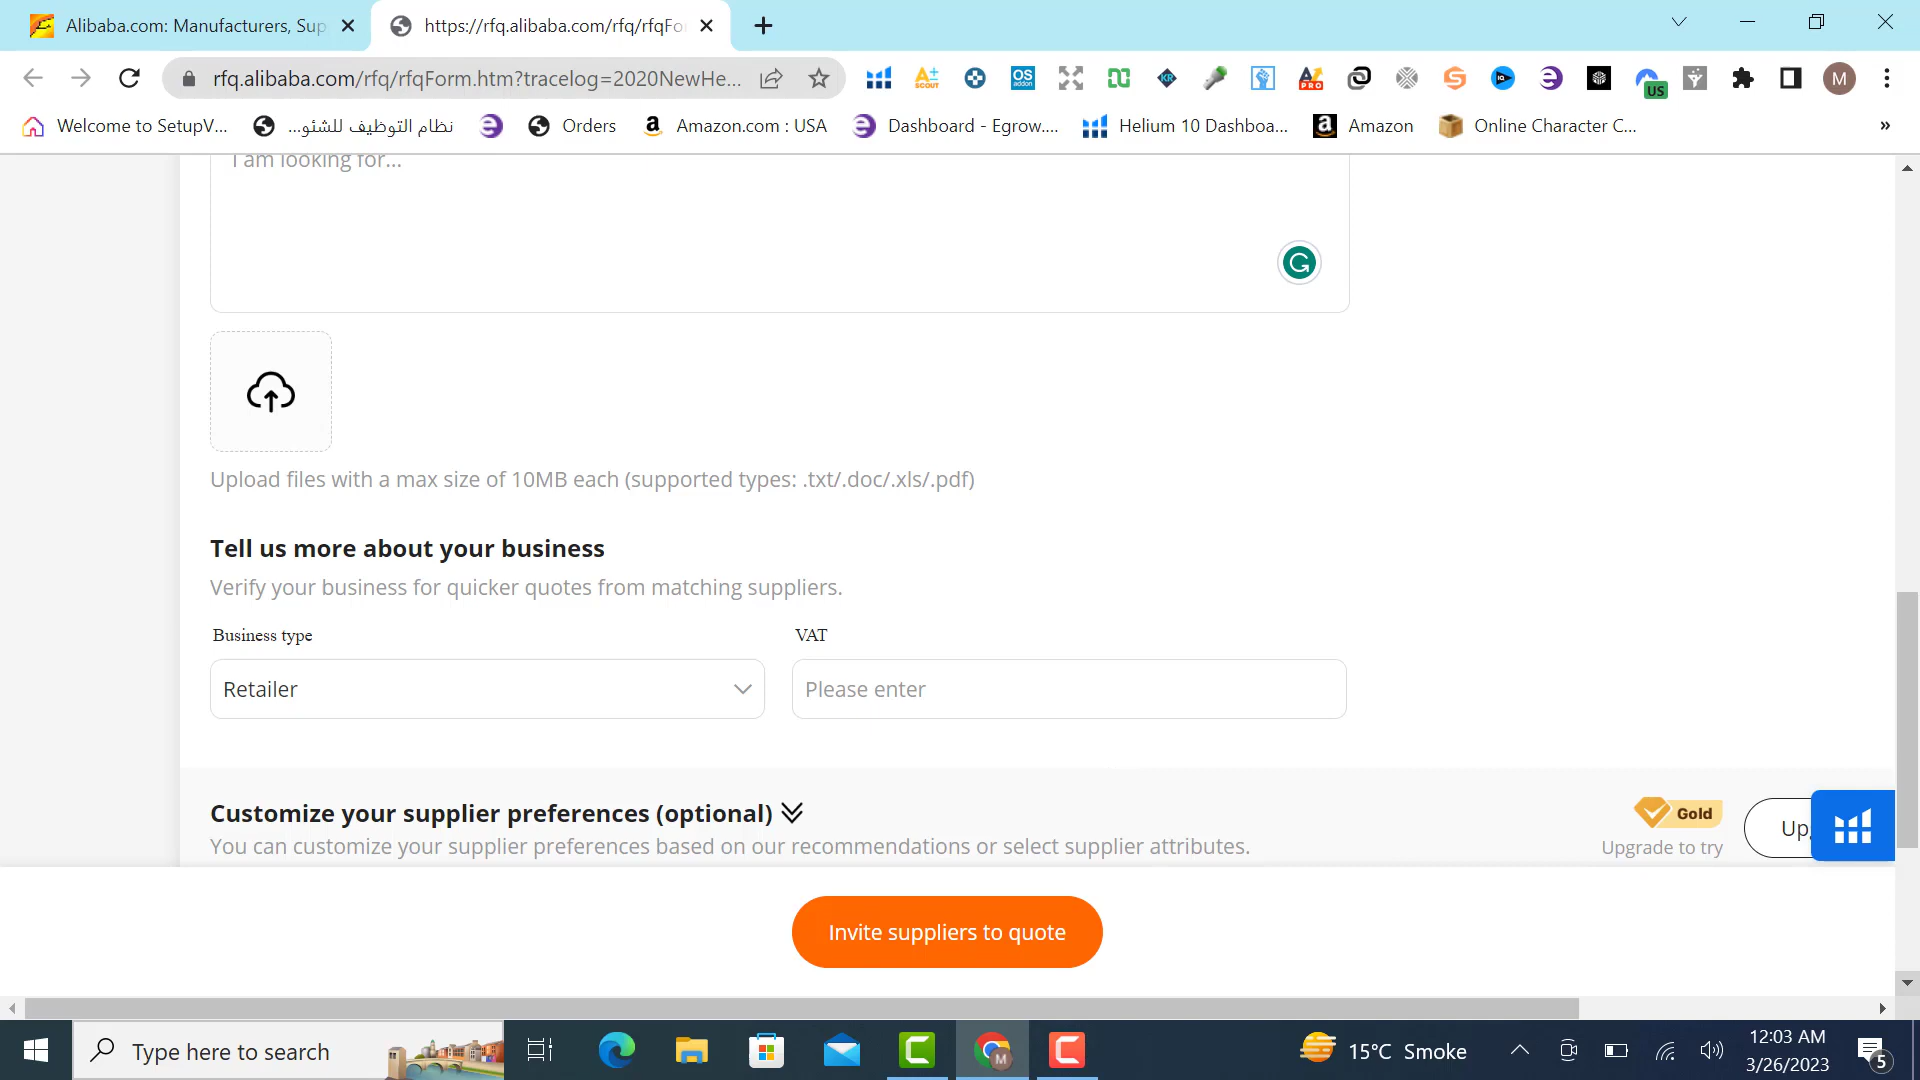 Alibaba.com: Manufacturers, Sup
https://rfq.alibaba.com/rfq/rfqFo
rfq.alibaba.com/rfq/rfqForm.htm?tracelog=2020NewHe...
Welcome to SetupV...
نظام التوظيف للشئو...
Orders
Amazon.com : USA
Dashboard - Egrow....
Helium 10 Dashboa...
Amazon
Online Character C...
»
I am looking for...
Upload files with a max size of 10MB each (supported types: .txt/.doc/.xls/.pdf)
Tell us more about your business
Verify your business for quicker quotes from matching suppliers.
Business type
VAT
Retailer
Please enter
Customize your supplier preferences (optional)
You can customize your supplier preferences based on our recommendations or select supplier attributes.
Gold
Upgrade to try
Up
Invite suppliers to quote
Type here to search
15°C Smoke
12:03 AM
3/26/2023
5